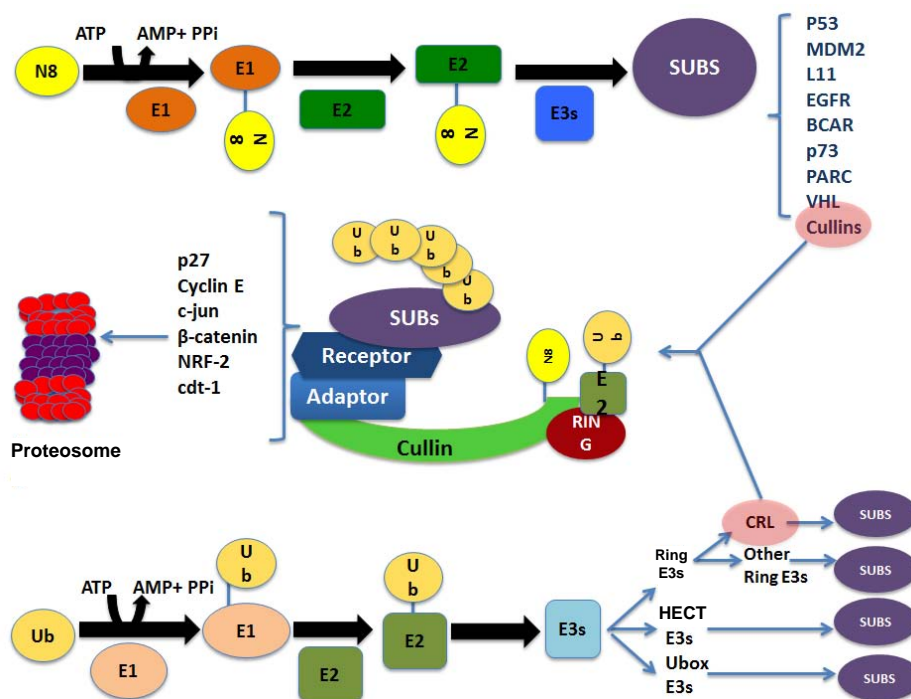 ATP
AMP+ PPi
N8
E1
E1
N
8
E2
E2
N
8
E3s
SUBS
P53
MDM2
L11
EGFR
BCAR
p73
PARC
VHL
Cullins
p27
Cyclin E
c-jun
β-catenin
NRF-2
cdt-1
Proteosome
U
b
U
b
U
b
U
b
U
b
SUBs
Receptor
Adaptor
Cullin
N8
U
b
E
2
RIN
G
ATP
AMP+ PPi
Ub
E1
U
b
E1
E2
U
b
E2
E3s
Ring
E3s
CRL
SUBS
Other
Ring E3s
SUBS
HECT
E3s
SUBS
Ubox
E3s
SUBS